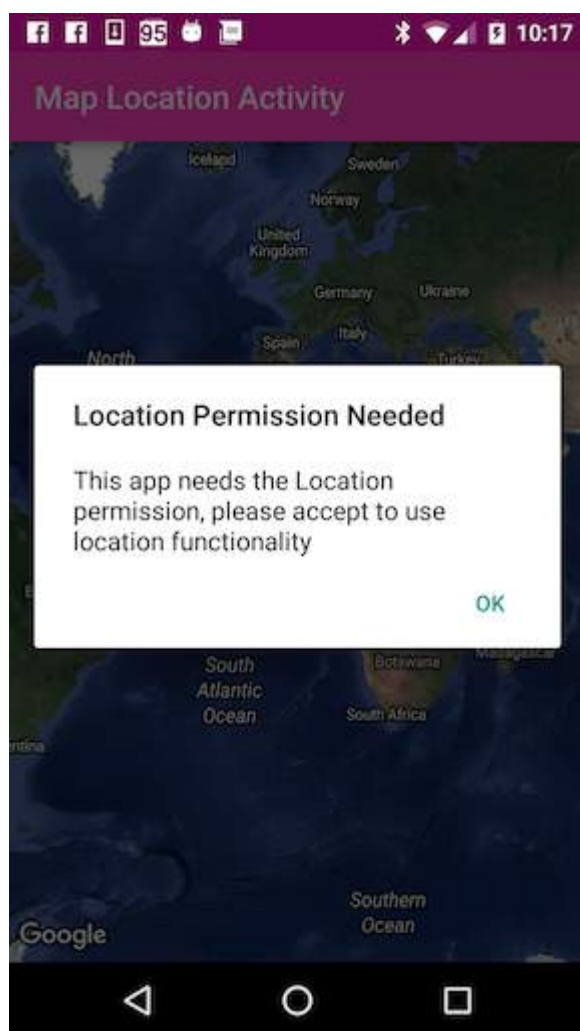 95
10:17
Map Location Activity
Iceland
Sweden
Norway
United
Kingdom
Germany
Ukraine
Spain
Italy
Turkey
North
Location Permission Needed
This app needs the Location
permission, please accept to use
location functionality
OK
South
Atlantic
Ocean
Botswana
Madagascar
South Africa
ntina
Southern
Ocean
Google